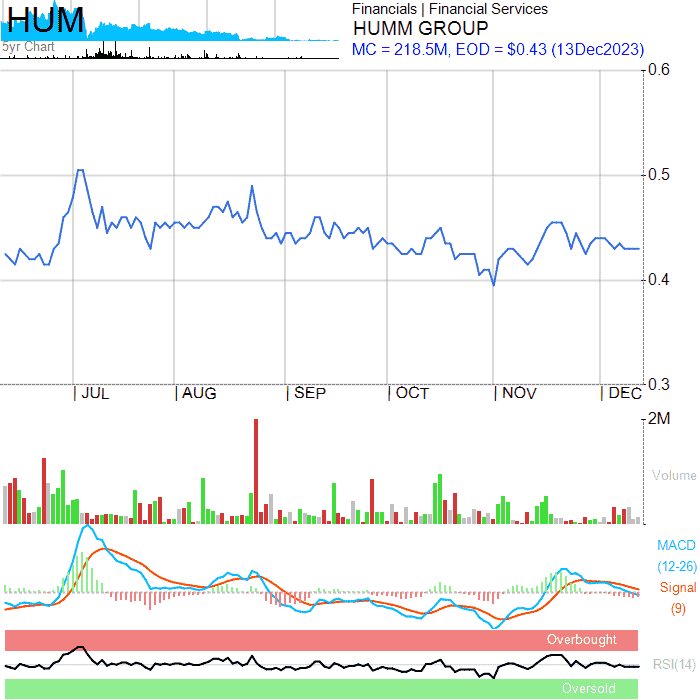 HUM
5yr Chart
Financials | Financial Services
HUMM GROUP
MC = 218.5M, EOD = $0.43 (13Dec2023)
0.6
0.5
0.4
0.3
| JUL | AUG | SEP | OCT | NOV | DEC
2M
Volume
MACD
(12-26)
Signal
(9)
Overbought
RSI(14)
Oversold